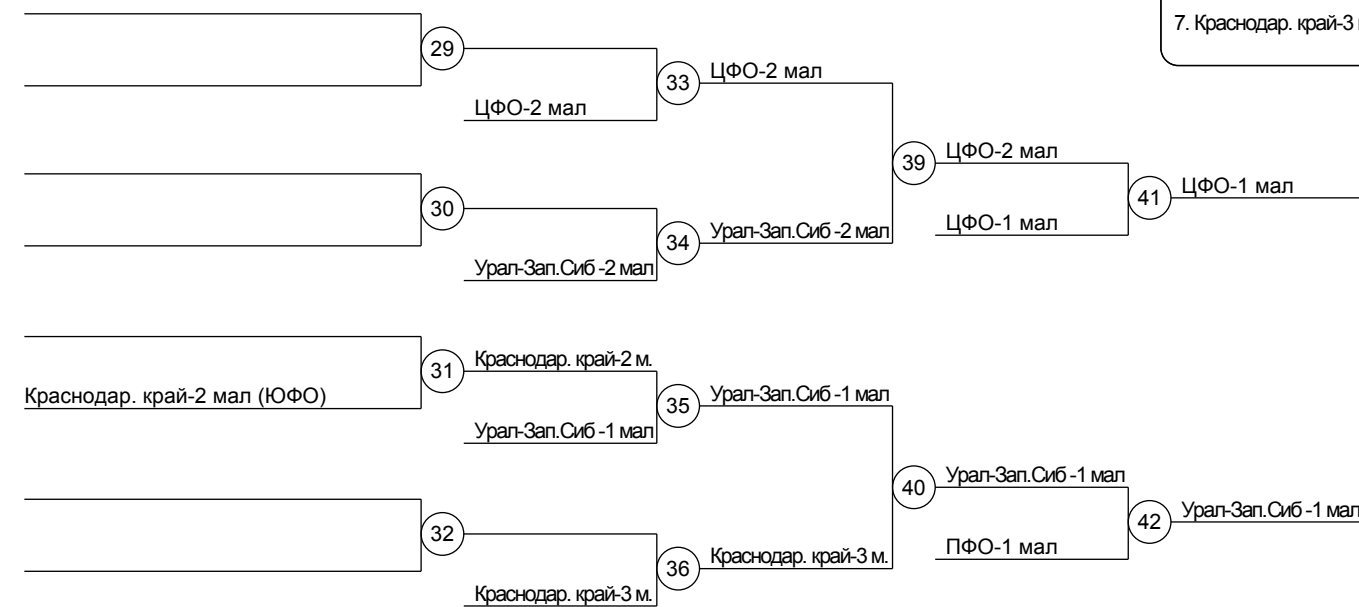 7. Краснодар. край-3
29
ЦФО-2 мал
33
ЦФО-2 мал
39
ЦФО-2 мал
ЦФО-1 мал
41
ЦФО-1 мал
30
Урал-Зап.Сиб -2 мал
34
Урал-Зап.Сиб -2 мал
Краснодар. край-2 мал (ЮФО)
31
Краснодар. край-2 м.
Урал-Зап.Сиб -1 мал
35
Урал-Зап.Сиб -1 мал
40
Урал-Зап.Сиб -1 мал
ПФО-1 мал
42
Урал-Зап.Сиб -1 мал
32
Краснодар. край-3 м.
36
Краснодар. край-3 м.